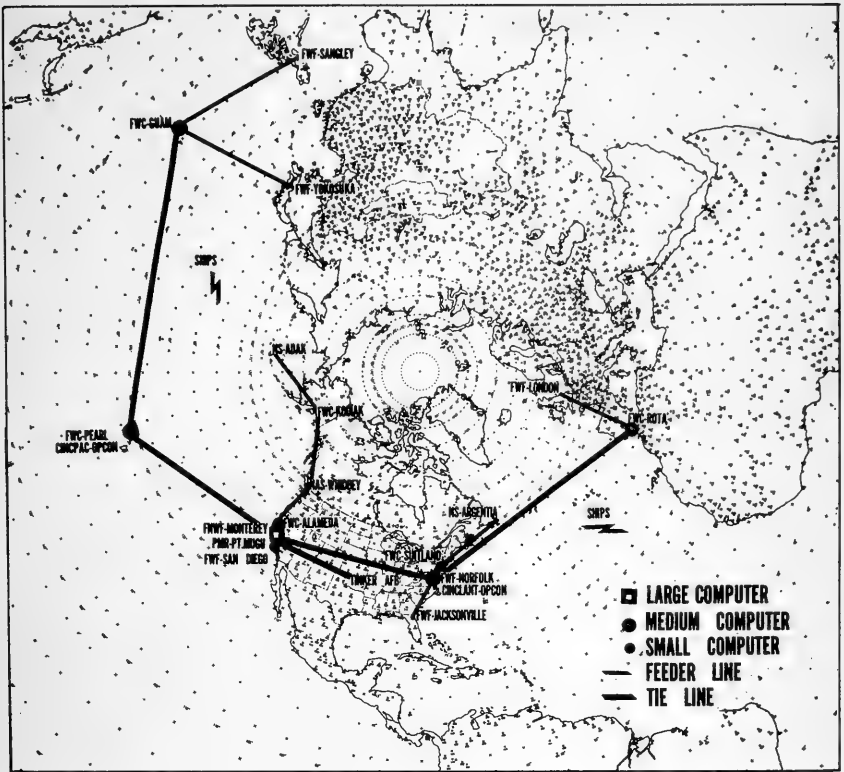 FWF-SANGLEY
FWC-GUAM
FWF-YOKOSUKA
SHIPS
NS-ADAK
FWF-LONDON
FWC-KODIAK
FWC-ROTA
FWC-PEARL
CINCPAC-OPCON
NAS-WHIDBEY
NS-ARGENTIA
SHIPS
FWC-ALAMEDA
FNWF-MONTEREY
PMR-PT.MUGU
FWF-SAN DIEGO
FWC-SUITLAND
TINKER AFB
FWF-NORFOLK
CINCLANT-OPCON
FWF-JACKSONVILLE
LARGE COMPUTER
MEDIUM COMPUTER
SMALL COMPUTER
FEEDER LINE
TIE LINE